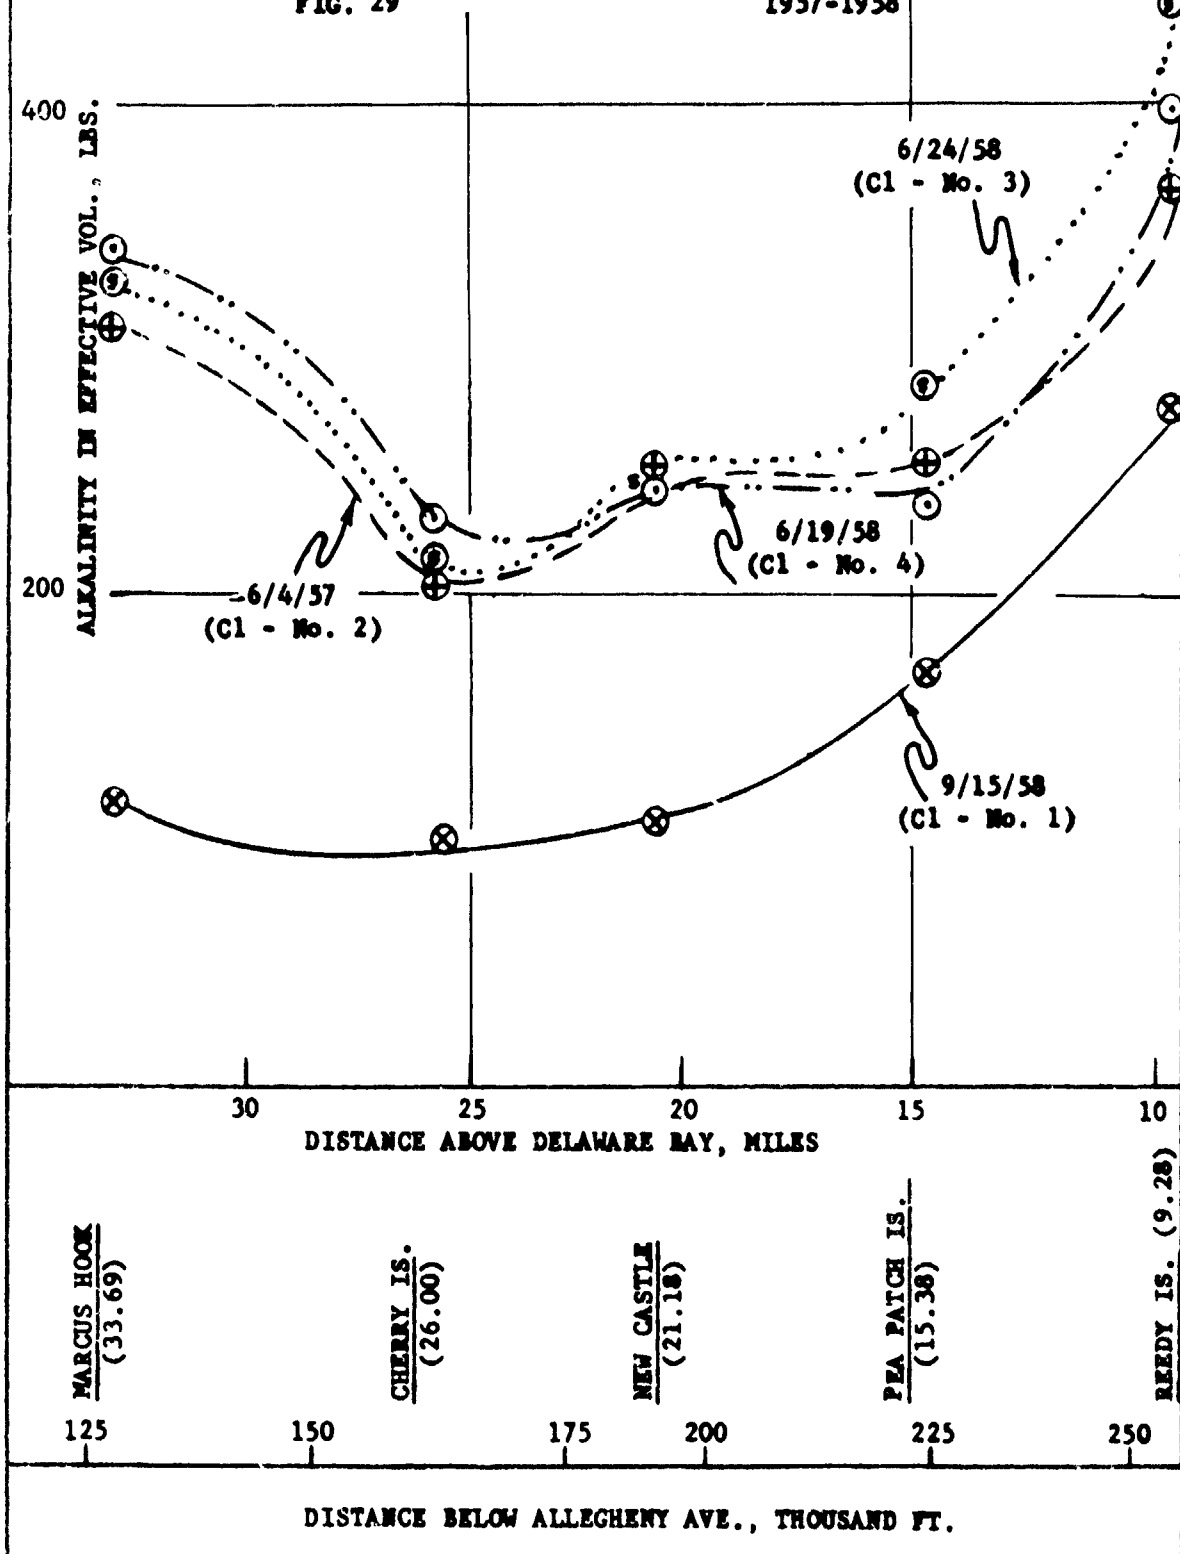 FIG. 29
1957-1958
400
ALKALINITY IN EFFECTIVE VOL., LBS.
6/24/58
(Cl - No. 3)
6/19/58
(Cl - No. 4)
200
6/4/57
(Cl - No. 2)
s
9/15/58
(Cl - No. 1)
30 25 20 15 10
DISTANCE ABOVE DELAWARE BAY, MILES
MARCUS HOOK
(33.69)
CHERRY IS.
(26.00)
NEW CASTLE
(21.18)
PEA PATCH IS.
(15.38)
REEDY IS. (9.28)
125 150 175 200 225 250
DISTANCE BELOW ALLEGHENY AVE., THOUSAND FT.